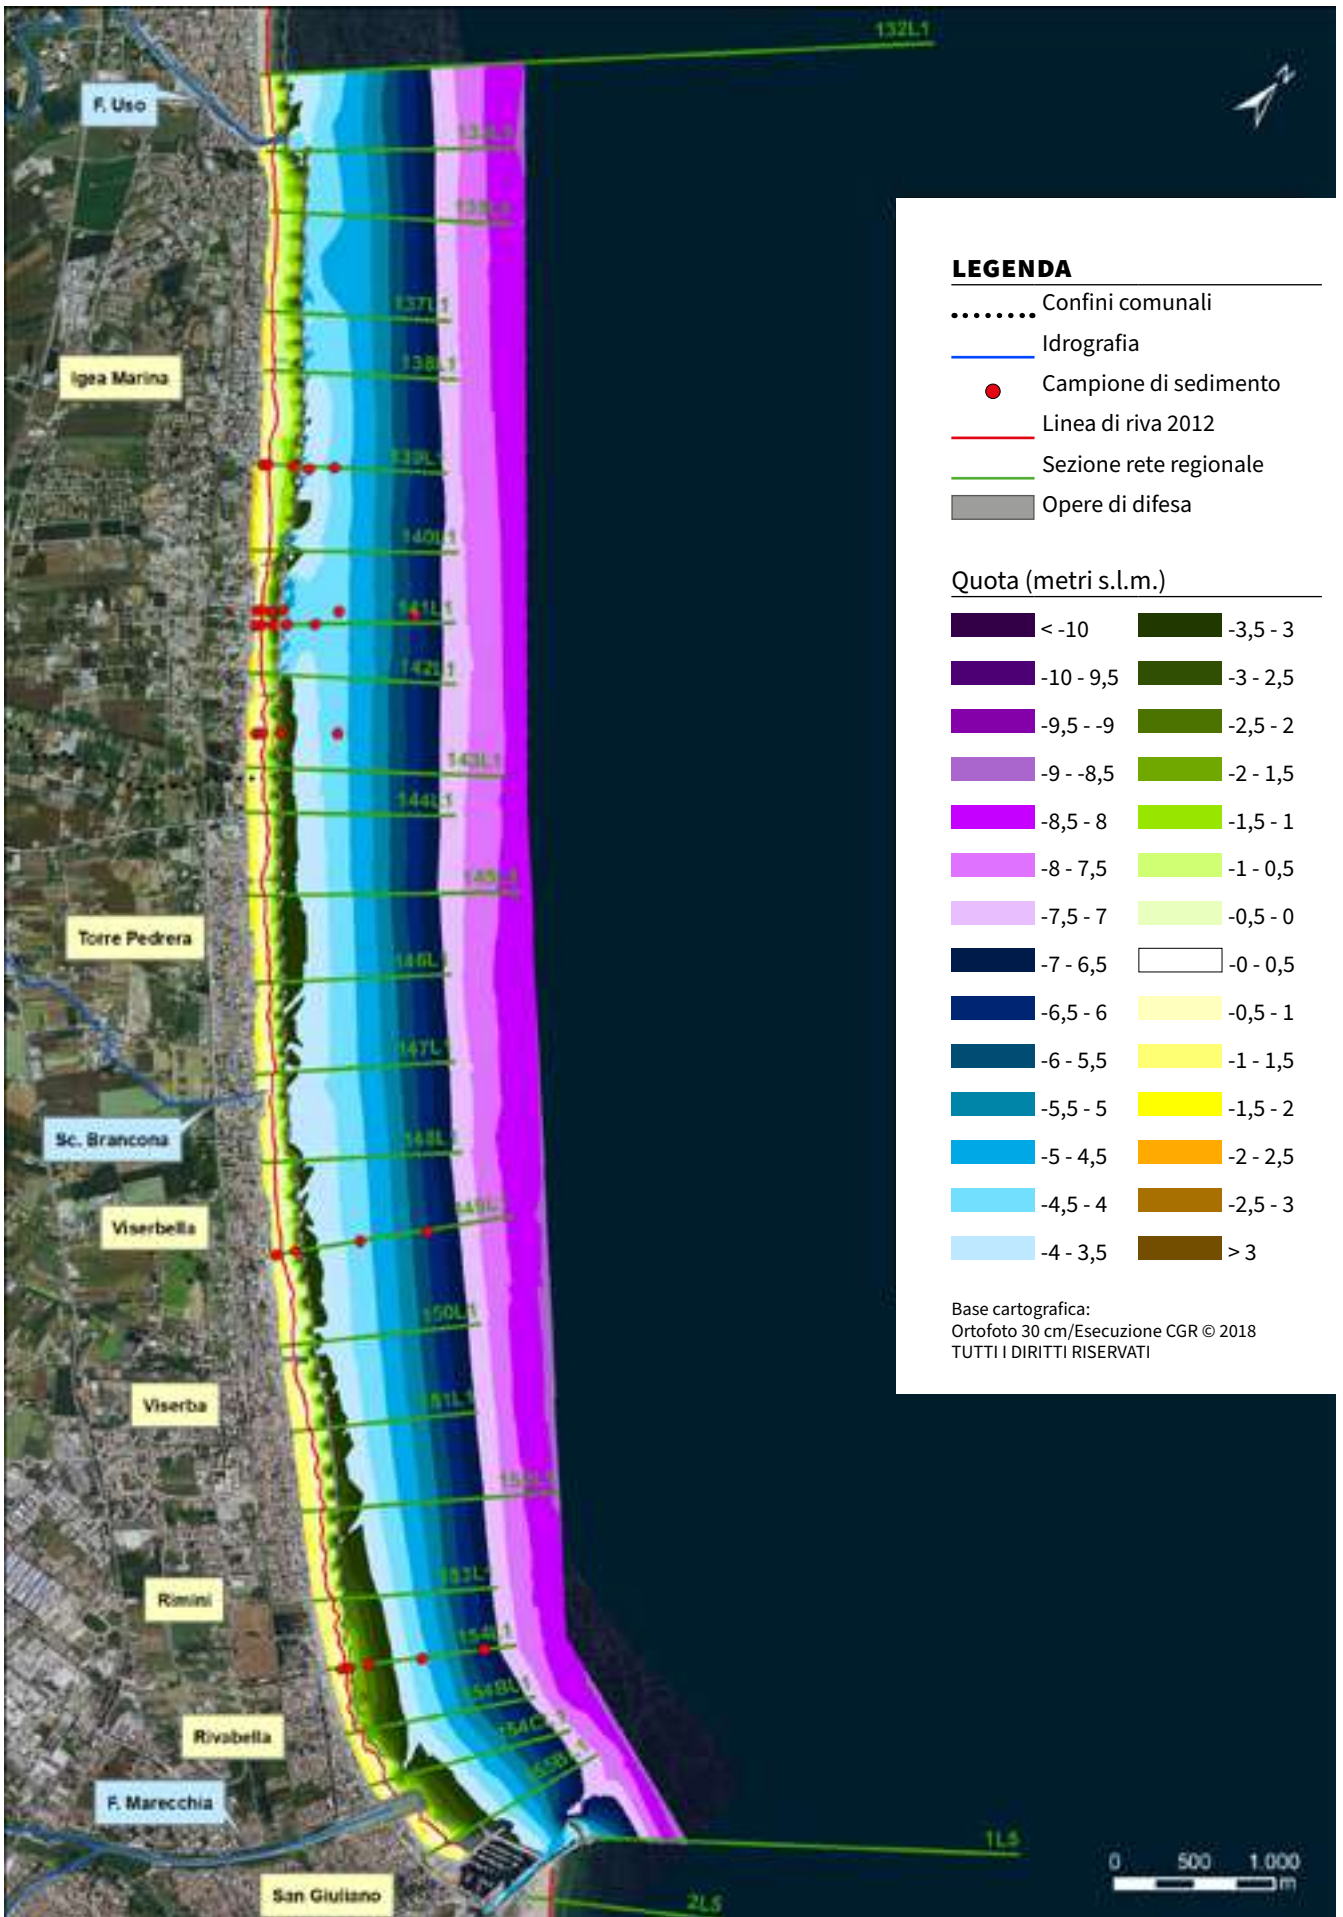 132L1
N
F. Uso
137L1
138L1
Igea Marina
139L1
140L1
141L1
142L1
143L1
144L1
Torre Pedrera
146L1
147L1
Sc. Brancona
148L1
Viserbella
149L1
150L1
Viserba
151L1
153L1
Rimini
154L1
154BL1
Rivabella
F. Marecchia
1L5
San Giuliano
2L5
LEGENDA
Confini comunali
Idrografia
Campione di sedimento
Linea di riva 2012
Sezione rete regionale
Opere di difesa
Quota (metri s.l.m.)
< -10
-10 - 9,5
-9,5 - -9
-9 - -8,5
-8,5 - 8
-8 - 7,5
-7,5 - 7
-7 - 6,5
-6,5 - 6
-6 - 5,5
-5,5 - 5
-5 - 4,5
-4,5 - 4
-4 - 3,5
-3,5 - 3
-3 - 2,5
-2,5 - 2
-2 - 1,5
-1,5 - 1
-1 - 0,5
-0,5 - 0
-0 - 0,5
-0,5 - 1
-1 - 1,5
-1,5 - 2
-2 - 2,5
-2,5 - 3
> 3
Base cartografica:
Ortofoto 30 cm/Esecuzione CGR © 2018
TUTTI I DIRITTI RISERVATI
0 500 1.000
m